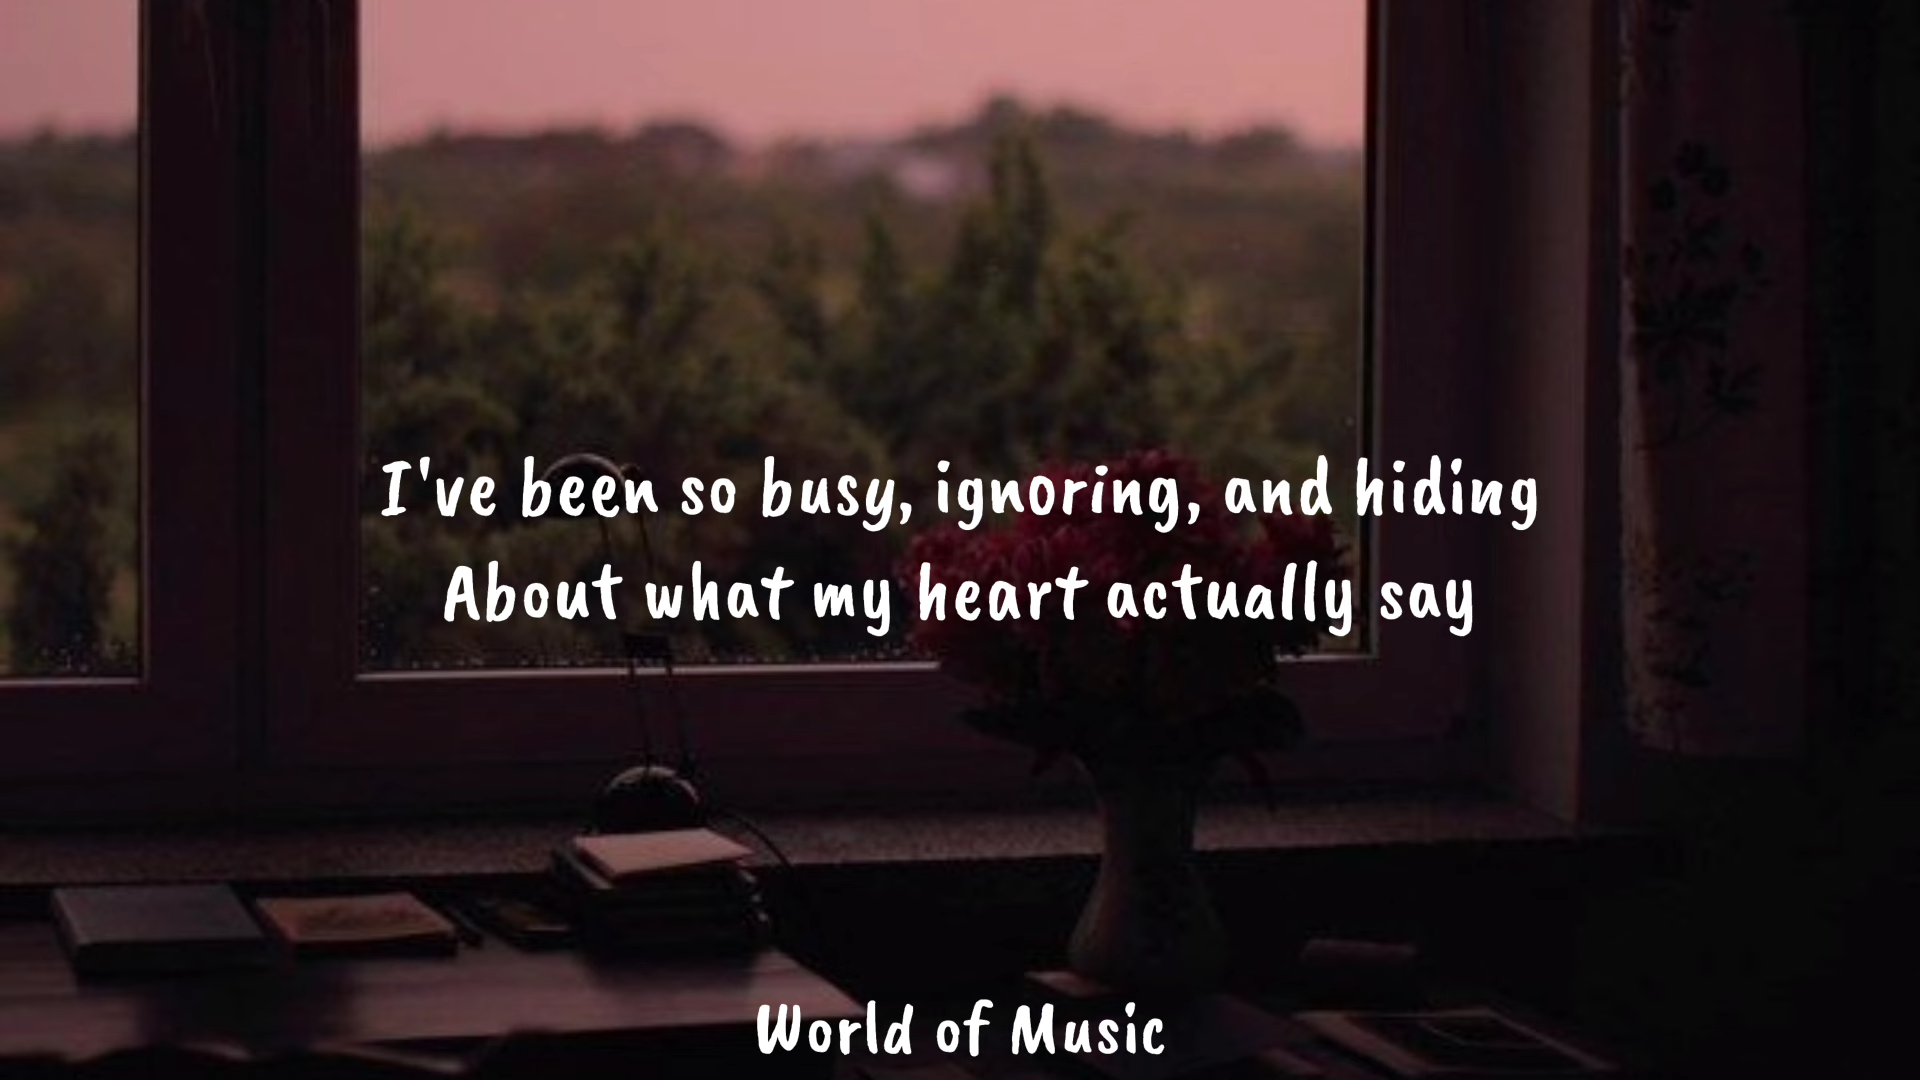 I've been so busy, ignoring, and hiding
About what my heart actually say
World of Music